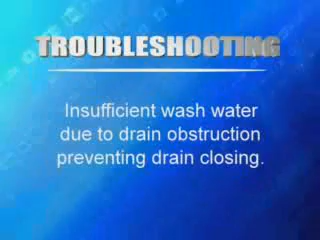 TROUBLESHOOTING
Insufficient wash water
due to drain obstruction
preventing drain closing.